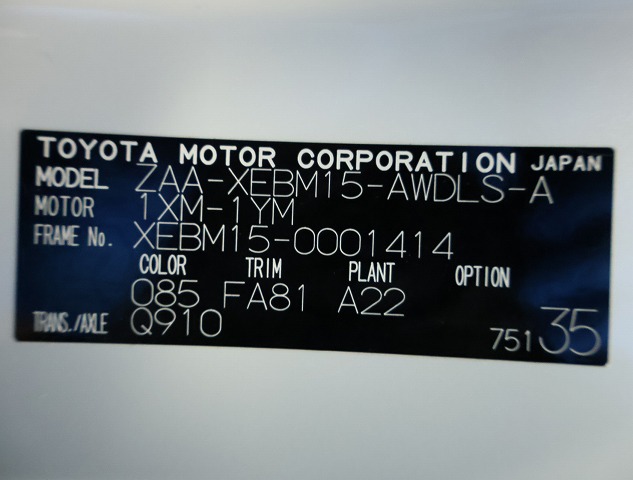 TOYOTA MOTOR CORPORATION JAPAN
MODEL ZAA-XEBM15-AWDLS-A
MOTOR 1XM-1YM
FRAME No. XEBM15-0001414
COLOR TRIM PLANT OPTION
085 FA81 A22
TRANS./AXLE Q910
751 35